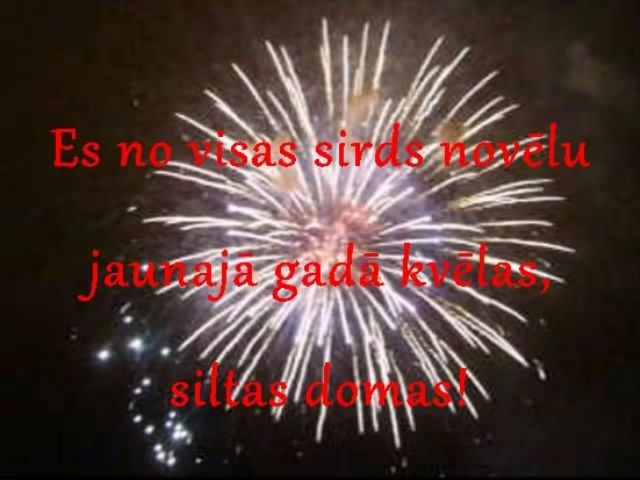 Es no visas sirds novēlu
jaunajā gadā kvēlas,
siltas domas!